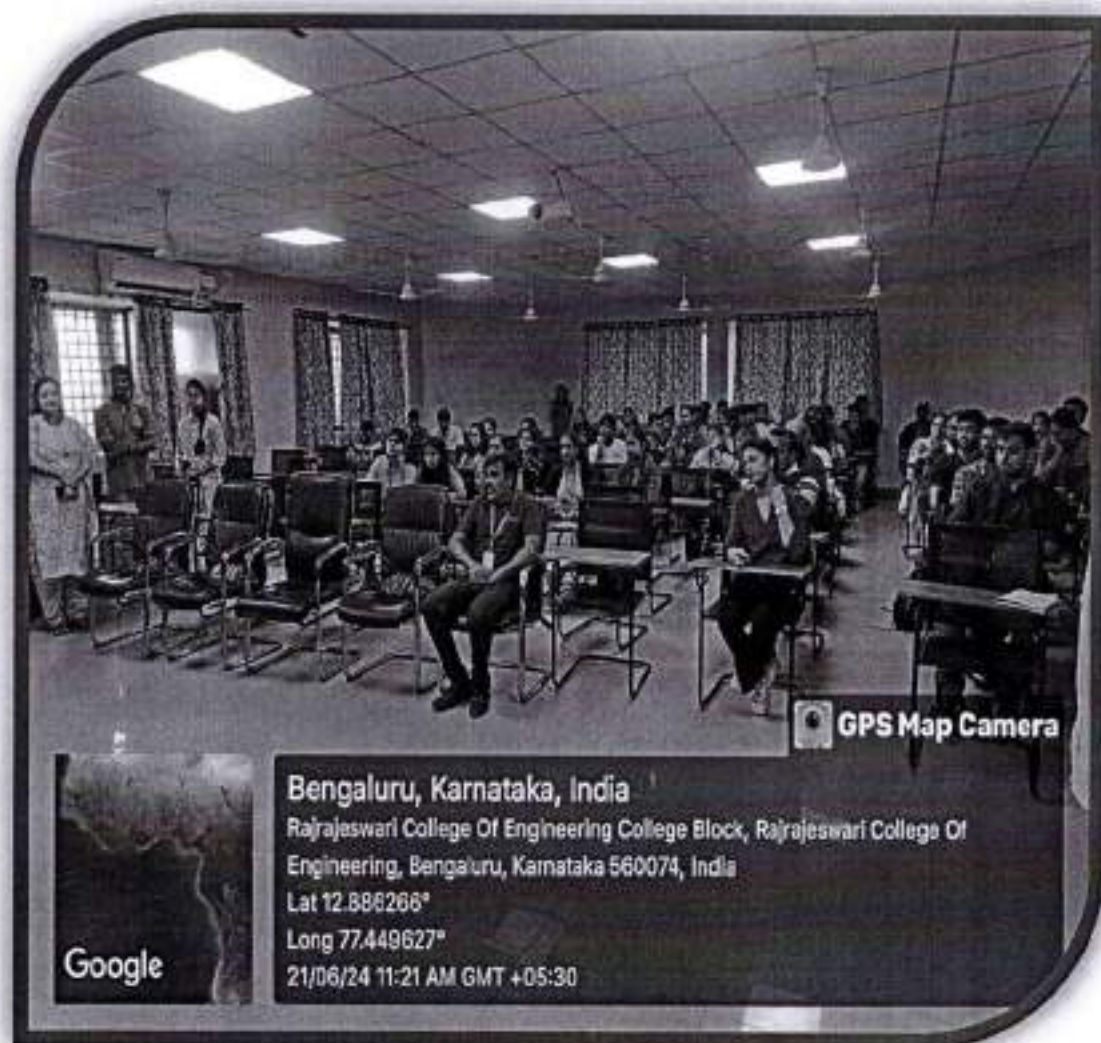 GPS Map Camera
Bengaluru, Karnataka, India
Rajrajeswari College Of Engineering College Block, Rajrajeswari College Of
Engineering, Bengaluru, Karnataka 560074, India
Lat 12.886266°
Long 77.449627°
21/06/24 11:21 AM GMT +05:30
Google